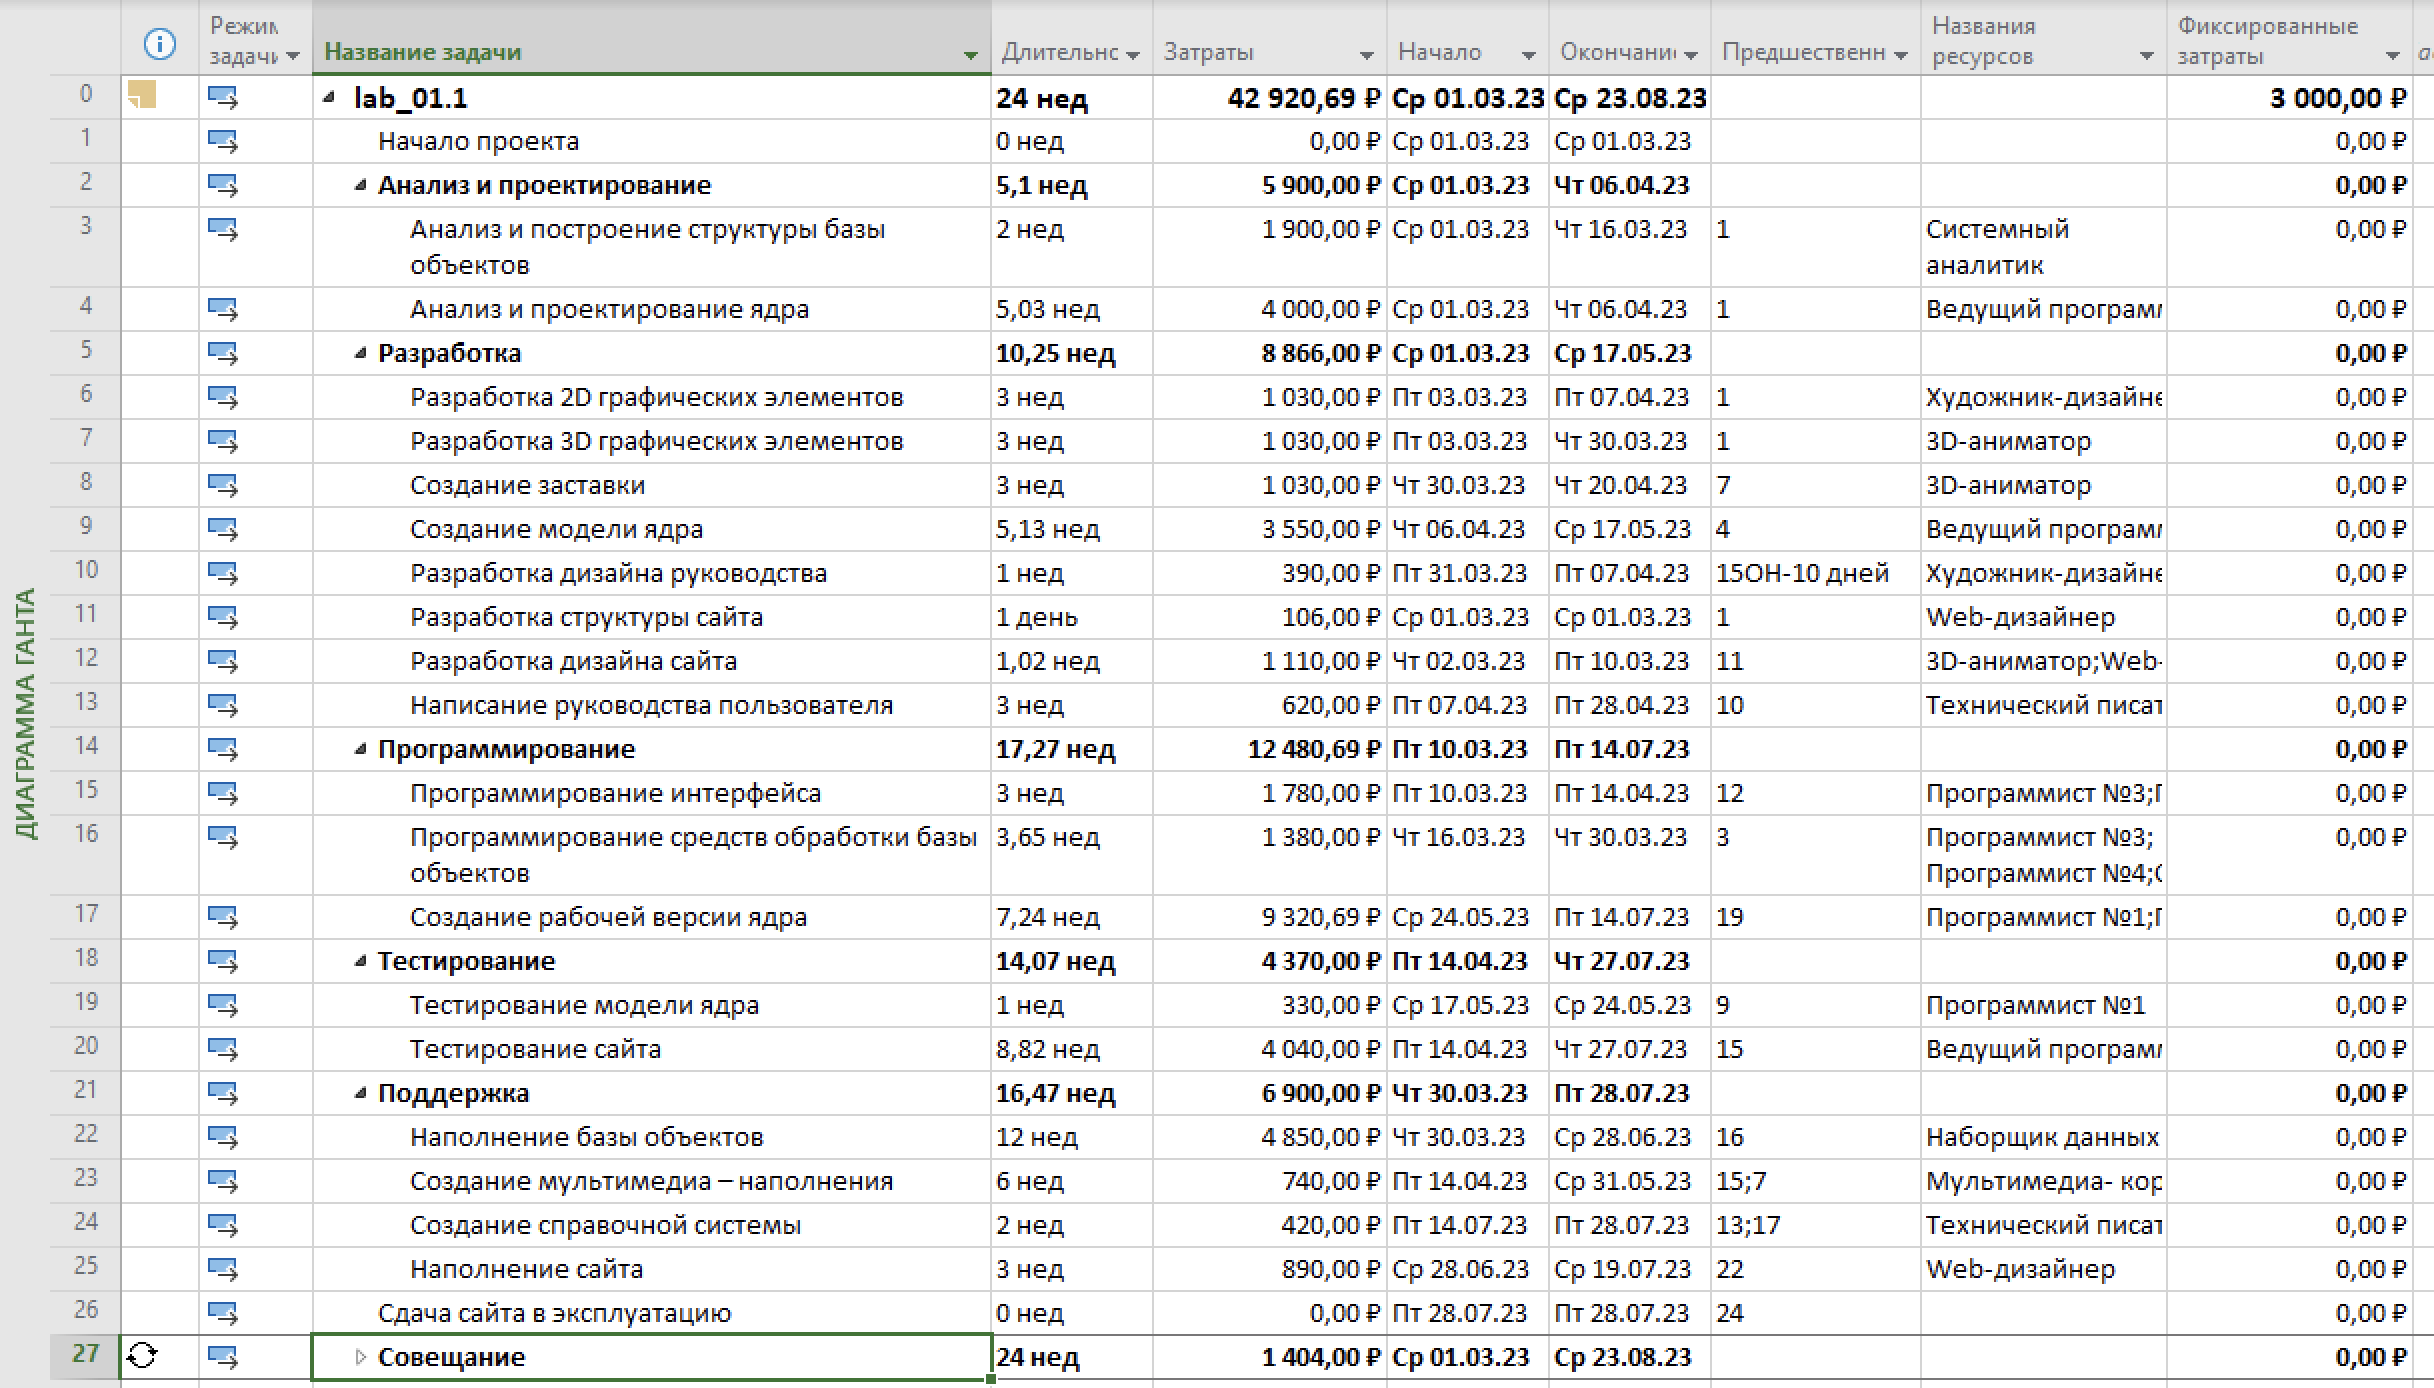 Режим задачи Название задачи Длительнс Затраты Начало Окончани Предшественн Названия ресурсов Фиксированные затраты
ДИАГРАММА ГАНТА
0 lab_01.1 24 нед 42 920,69 ₽ Ср 01.03.23 Ср 23.08.23 3 000,00 ₽
1 Начало проекта 0 нед 0,00 ₽ Ср 01.03.23 Ср 01.03.23 0,00 ₽
2 Анализ и проектирование 5,1 нед 5 900,00 ₽ Ср 01.03.23 Чт 06.04.23 0,00 ₽
3 Анализ и построение структуры базы объектов 2 нед 1 900,00 ₽ Ср 01.03.23 Чт 16.03.23 1 Системный аналитик 0,00 ₽
4 Анализ и проектирование ядра 5,03 нед 4 000,00 ₽ Ср 01.03.23 Чт 06.04.23 1 Ведущий програм 0,00 ₽
5 Разработка 10,25 нед 8 866,00 ₽ Ср 01.03.23 Ср 17.05.23 0,00 ₽
6 Разработка 2D графических элементов 3 нед 1 030,00 ₽ Пт 03.03.23 Пт 07.04.23 1 Художник-дизайне 0,00 ₽
7 Разработка 3D графических элементов 3 нед 1 030,00 ₽ Пт 03.03.23 Чт 30.03.23 1 3D-аниматор 0,00 ₽
8 Создание заставки 3 нед 1 030,00 ₽ Чт 30.03.23 Чт 20.04.23 7 3D-аниматор 0,00 ₽
9 Создание модели ядра 5,13 нед 3 550,00 ₽ Чт 06.04.23 Ср 17.05.23 4 Ведущий програм 0,00 ₽
10 Разработка дизайна руководства 1 нед 390,00 ₽ Пт 31.03.23 Пт 07.04.23 15ОН-10 дней Художник-дизайне 0,00 ₽
11 Разработка структуры сайта 1 день 106,00 ₽ Ср 01.03.23 Ср 01.03.23 1 Web-дизайнер 0,00 ₽
12 Разработка дизайна сайта 1,02 нед 1 110,00 ₽ Чт 02.03.23 Пт 10.03.23 11 3D-аниматор;Web- 0,00 ₽
13 Написание руководства пользователя 3 нед 620,00 ₽ Пт 07.04.23 Пт 28.04.23 10 Технический писат 0,00 ₽
14 Программирование 17,27 нед 12 480,69 ₽ Пт 10.03.23 Пт 14.07.23 0,00 ₽
15 Программирование интерфейса 3 нед 1 780,00 ₽ Пт 10.03.23 Пт 14.04.23 12 Программист №3; 0,00 ₽
16 Программирование средств обработки базы объектов 3,65 нед 1 380,00 ₽ Чт 16.03.23 Чт 30.03.23 3 Программист №3; Программист №4; 0,00 ₽
17 Создание рабочей версии ядра 7,24 нед 9 320,69 ₽ Ср 24.05.23 Пт 14.07.23 19 Программист №1; 0,00 ₽
18 Тестирование 14,07 нед 4 370,00 ₽ Пт 14.04.23 Чт 27.07.23 0,00 ₽
19 Тестирование модели ядра 1 нед 330,00 ₽ Ср 17.05.23 Ср 24.05.23 9 Программист №1 0,00 ₽
20 Тестирование сайта 8,82 нед 4 040,00 ₽ Пт 14.04.23 Чт 27.07.23 15 Ведущий програм 0,00 ₽
21 Поддержка 16,47 нед 6 900,00 ₽ Чт 30.03.23 Пт 28.07.23 0,00 ₽
22 Наполнение базы объектов 12 нед 4 850,00 ₽ Чт 30.03.23 Ср 28.06.23 16 Наборщик данных 0,00 ₽
23 Создание мультимедиа – наполнения 6 нед 740,00 ₽ Пт 14.04.23 Ср 31.05.23 15;7 Мультимедиа- кор 0,00 ₽
24 Создание справочной системы 2 нед 420,00 ₽ Пт 14.07.23 Пт 28.07.23 13;17 Технический писат 0,00 ₽
25 Наполнение сайта 3 нед 890,00 ₽ Ср 28.06.23 Ср 19.07.23 22 Web-дизайнер 0,00 ₽
26 Сдача сайта в эксплуатацию 0 нед 0,00 ₽ Пт 28.07.23 Пт 28.07.23 24 0,00 ₽
27 Совещание 24 нед 1 404,00 ₽ Ср 01.03.23 Ср 23.08.23 0,00 ₽